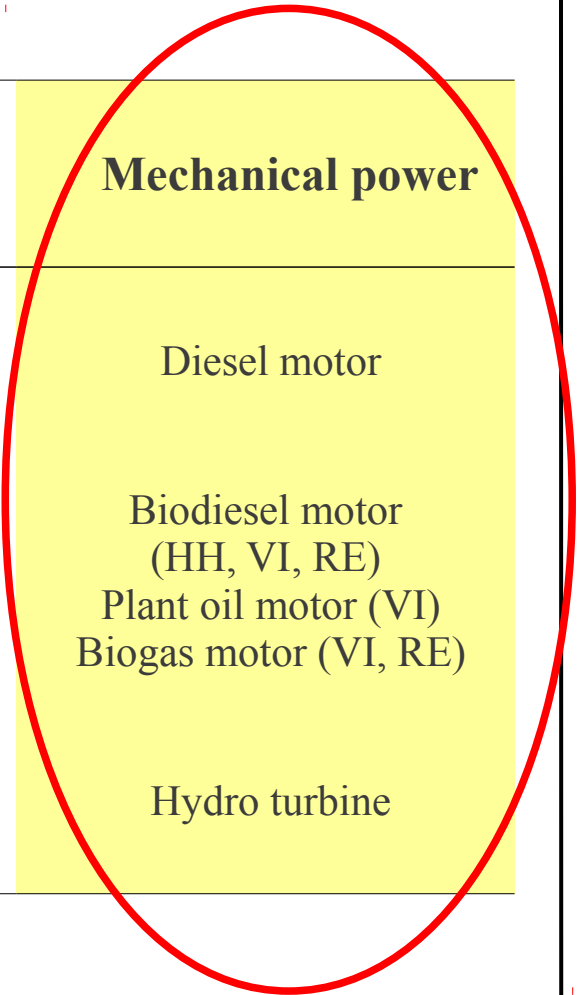 Mechanical power
Diesel motor
Biodiesel motor
(HH, VI, RE)
Plant oil motor (VI)
Biogas motor (VI, RE)
Hydro turbine